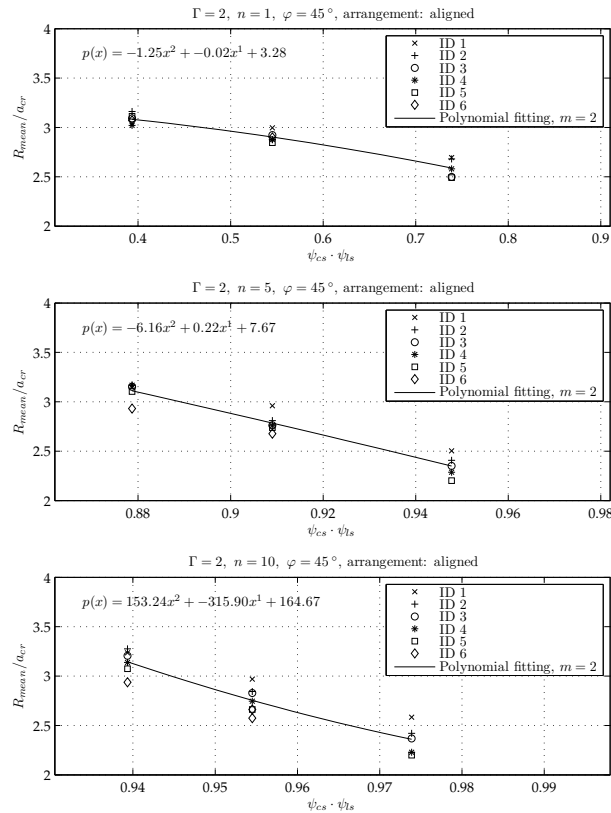 Γ = 2, n = 1, φ = 45°, arrangement: aligned
4
p(x) = −1.25x² + −0.02x¹ + 3.28
ID 1
ID 2
ID 3
ID 4
ID 5
ID 6
Polynomial fitting, m = 2
3.5
3
2.5
2
R_mean/a_cr
0.4 0.5 0.6 0.7 0.8 0.9
ψ_cs · ψ_ls
Γ = 2, n = 5, φ = 45°, arrangement: aligned
4
p(x) = −6.16x² + 0.22x¹ + 7.67
ID 1
ID 2
ID 3
ID 4
ID 5
ID 6
Polynomial fitting, m = 2
3.5
3
2.5
2
R_mean/a_cr
0.88 0.9 0.92 0.94 0.96 0.98
ψ_cs · ψ_ls
Γ = 2, n = 10, φ = 45°, arrangement: aligned
4
p(x) = 153.24x² + −315.90x¹ + 164.67
ID 1
ID 2
ID 3
ID 4
ID 5
ID 6
Polynomial fitting, m = 2
3.5
3
2.5
2
R_mean/a_cr
0.94 0.95 0.96 0.97 0.98 0.99
ψ_cs · ψ_ls